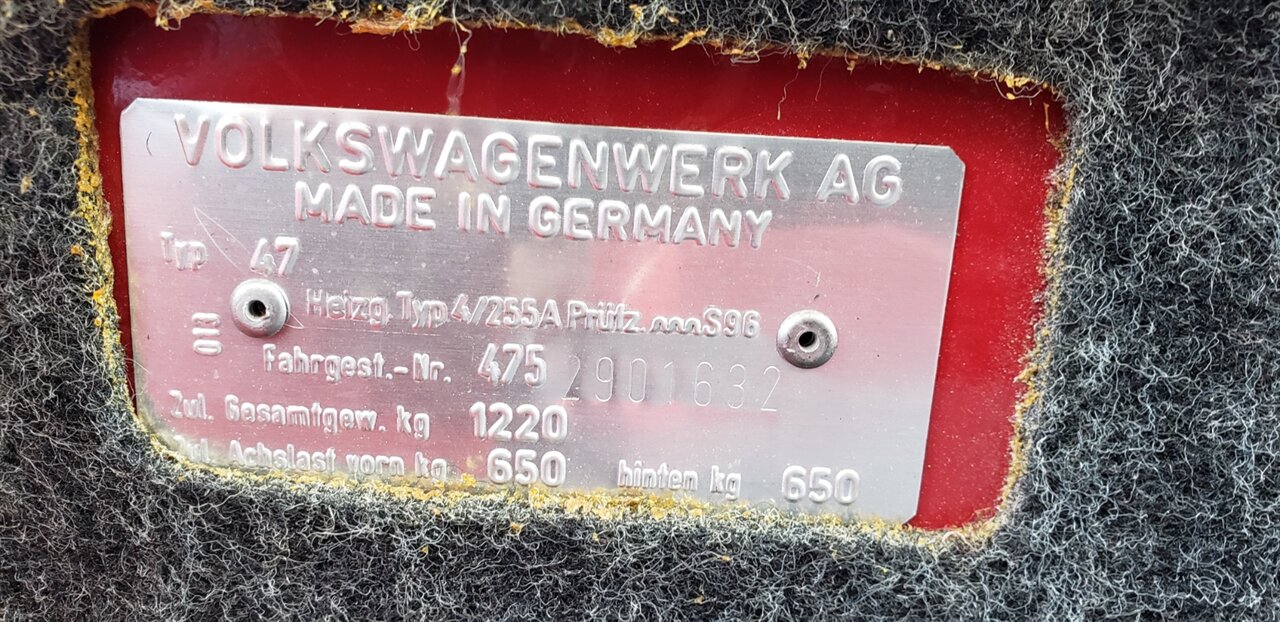 VOLKSWAGENWERK AG
MADE IN GERMANY
Typ 47
Heizg. Typ 4/255A Prüfz. ~~~S96
013
Fahrgest.-Nr. 475 2901632
Zul. Gesamtgew. kg 1220
Zul. Achslast vorn kg 650 hinten kg 650